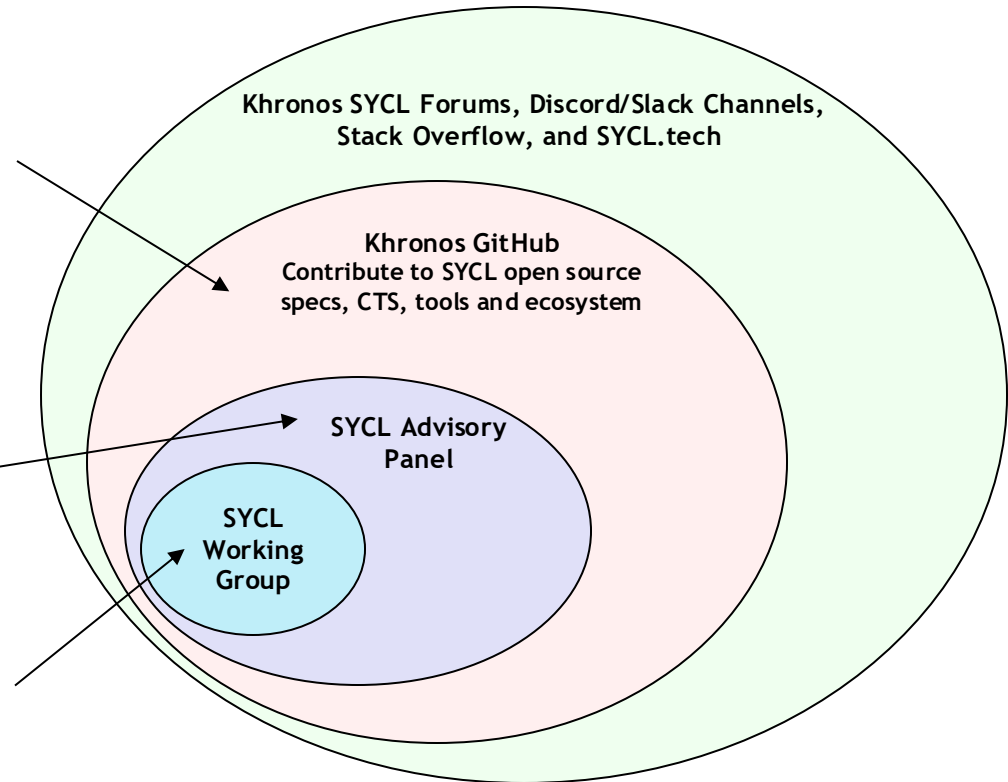 Khronos SYCL Forums, Discord/Slack Channels,
Stack Overflow, and SYCL.tech
Khronos GitHub
Contribute to SYCL open source
specs, CTS, tools and ecosystem
SYCL Advisory
Panel
SYCL
Working
Group